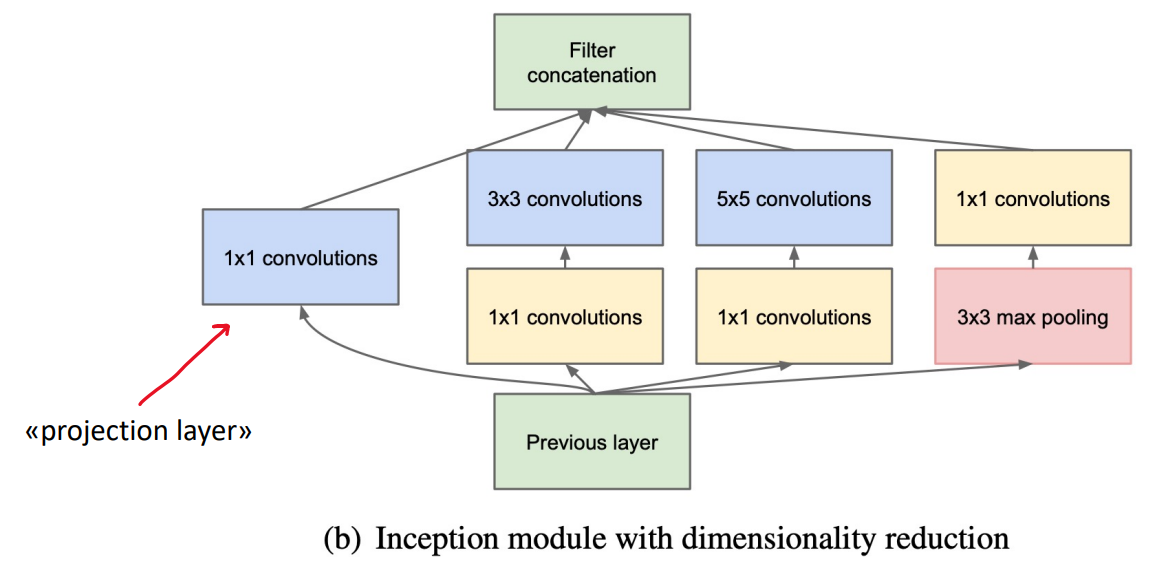 Filter
concatenation
3x3 convolutions
5x5 convolutions
1x1 convolutions
1x1 convolutions
1x1 convolutions
1x1 convolutions
3x3 max pooling
«projection layer»
Previous layer
(b) Inception module with dimensionality reduction